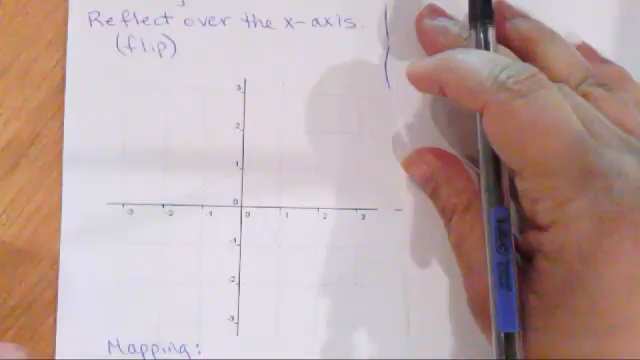 Reflect over the x-axis.
(flip)
3
2
1
0
-3 -2 -1 0 1 2 3
-1
-2
-3
Mapping: